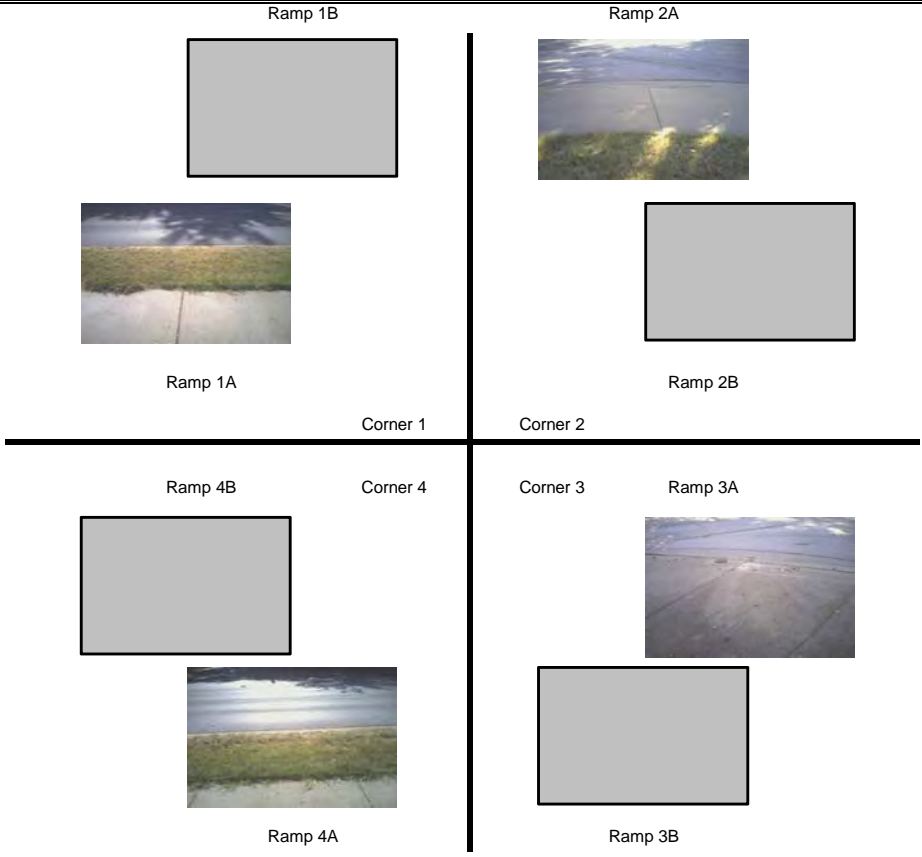 Ramp 1B
Ramp 2A
Ramp 1A
Ramp 2B
Corner 1
Corner 2
Ramp 4B
Corner 4
Corner 3
Ramp 3A
Ramp 4A
Ramp 3B